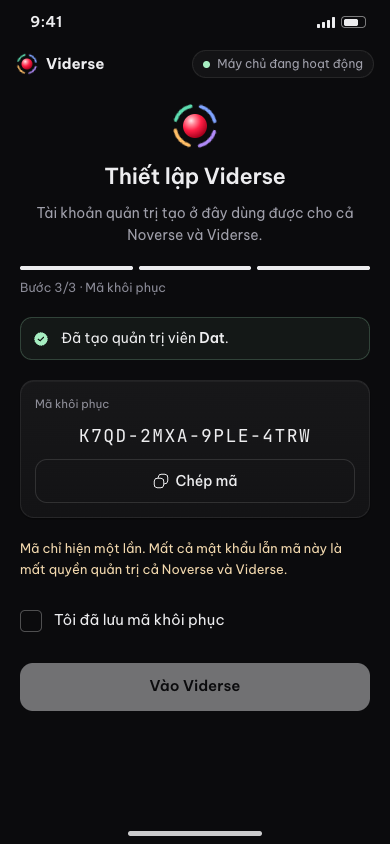 9:41
Viderse
Máy chủ đang hoạt động
Thiết lập Viderse
Tài khoản quản trị tạo ở đây dùng được cho cả
Noverse và Viderse.
Bước 3/3 · Mã khôi phục
Đã tạo quản trị viên Dat.
Mã khôi phục
K7QD-2MXA-9PLE-4TRW
Chép mã
Mã chỉ hiện một lần. Mất cả mật khẩu lẫn mã này là
mất quyền quản trị cả Noverse và Viderse.
Tôi đã lưu mã khôi phục
Vào Viderse